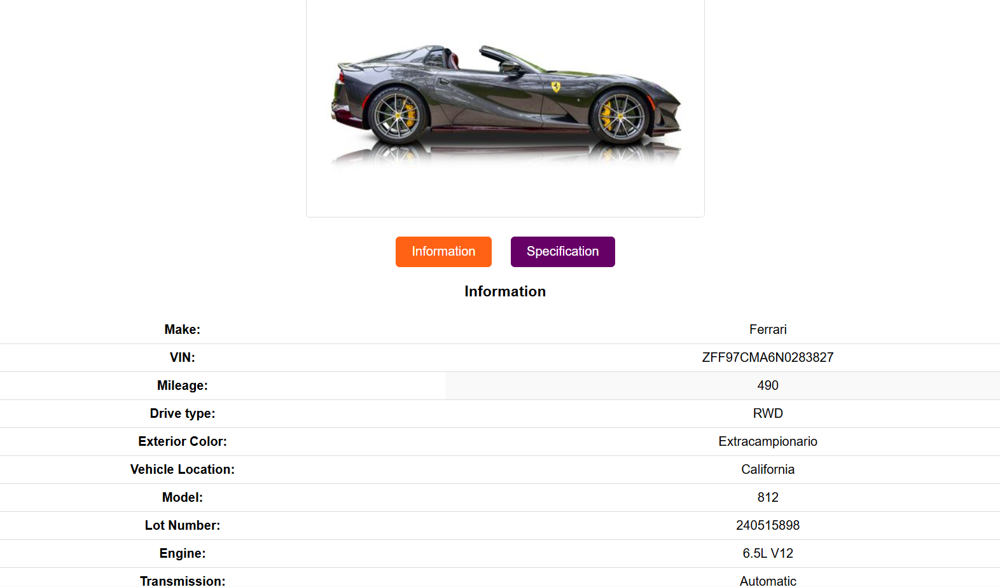 Information
Specification
Information
Make: Ferrari
VIN: ZFF97CMA6N0283827
Mileage: 490
Drive type: RWD
Exterior Color: Extracampionario
Vehicle Location: California
Model: 812
Lot Number: 240515898
Engine: 6.5L V12
Transmission: Automatic